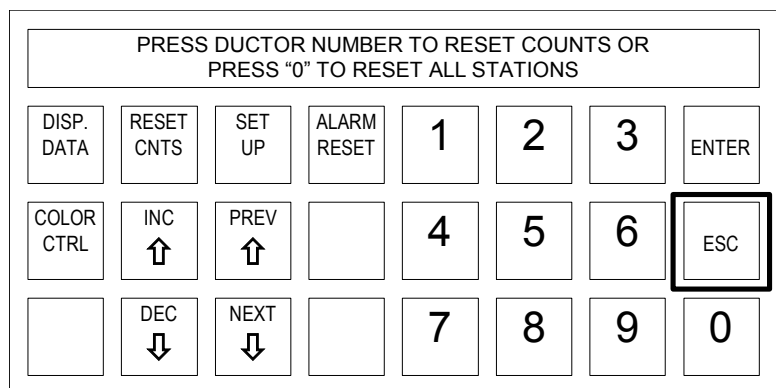 PRESS DUCTOR NUMBER TO RESET COUNTS OR
PRESS “0” TO RESET ALL STATIONS
DISP. DATA
RESET CNTS
SET UP
ALARM RESET
1
2
3
ENTER
COLOR CTRL
INC
PREV
4
5
6
ESC
DEC
NEXT
7
8
9
0